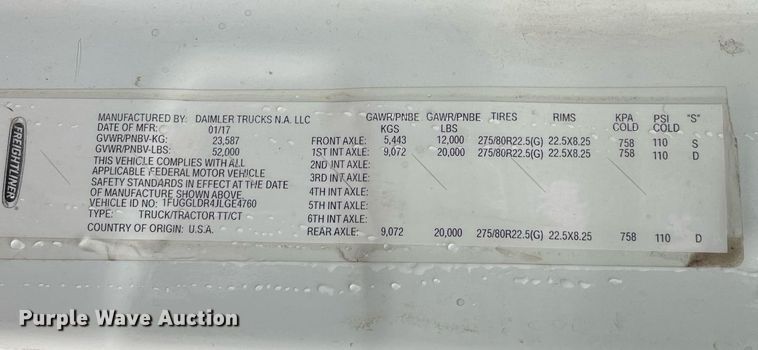 FREIGHTLINER
MANUFACTURED BY: DAIMLER TRUCKS N.A. LLC
DATE OF MFR: 01/17
GVWR/PNBV-KG: 23,587
GVWR/PNBV-LBS: 52,000
THIS VEHICLE COMPLIES WITH ALL
APPLICABLE FEDERAL MOTOR VEHICLE
SAFETY STANDARDS IN EFFECT AT THE DATE
OF MANUFACTURE SHOWN ABOVE.
VEHICLE ID NO: 1FUGGLDR4JLGE4760
TYPE: TRUCK/TRACTOR TT/CT
COUNTRY OF ORIGIN: U.S.A.
GAWR/PNBE GAWR/PNBE TIRES RIMS KPA PSI "S"
KGS LBS COLD COLD
FRONT AXLE: 5,443 12,000 275/80R22.5(G) 22.5X8.25 758 110 S
1ST INT AXLE: 9,072 20,000 275/80R22.5(G) 22.5X8.25 758 110 D
2ND INT AXLE:
3RD INT AXLE:
4TH INT AXLE:
5TH INT AXLE:
6TH INT AXLE:
REAR AXLE: 9,072 20,000 275/80R22.5(G) 22.5X8.25 758 110 D
Purple Wave Auction